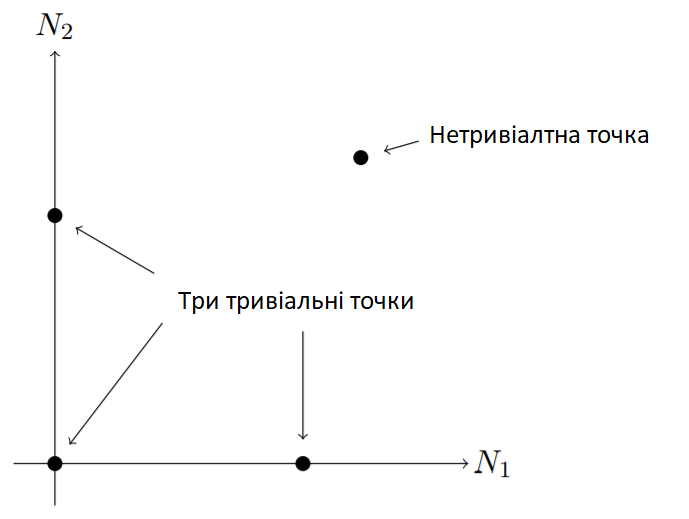 N₂
Нетривіалтна точка
Три тривіальні точки
N₁